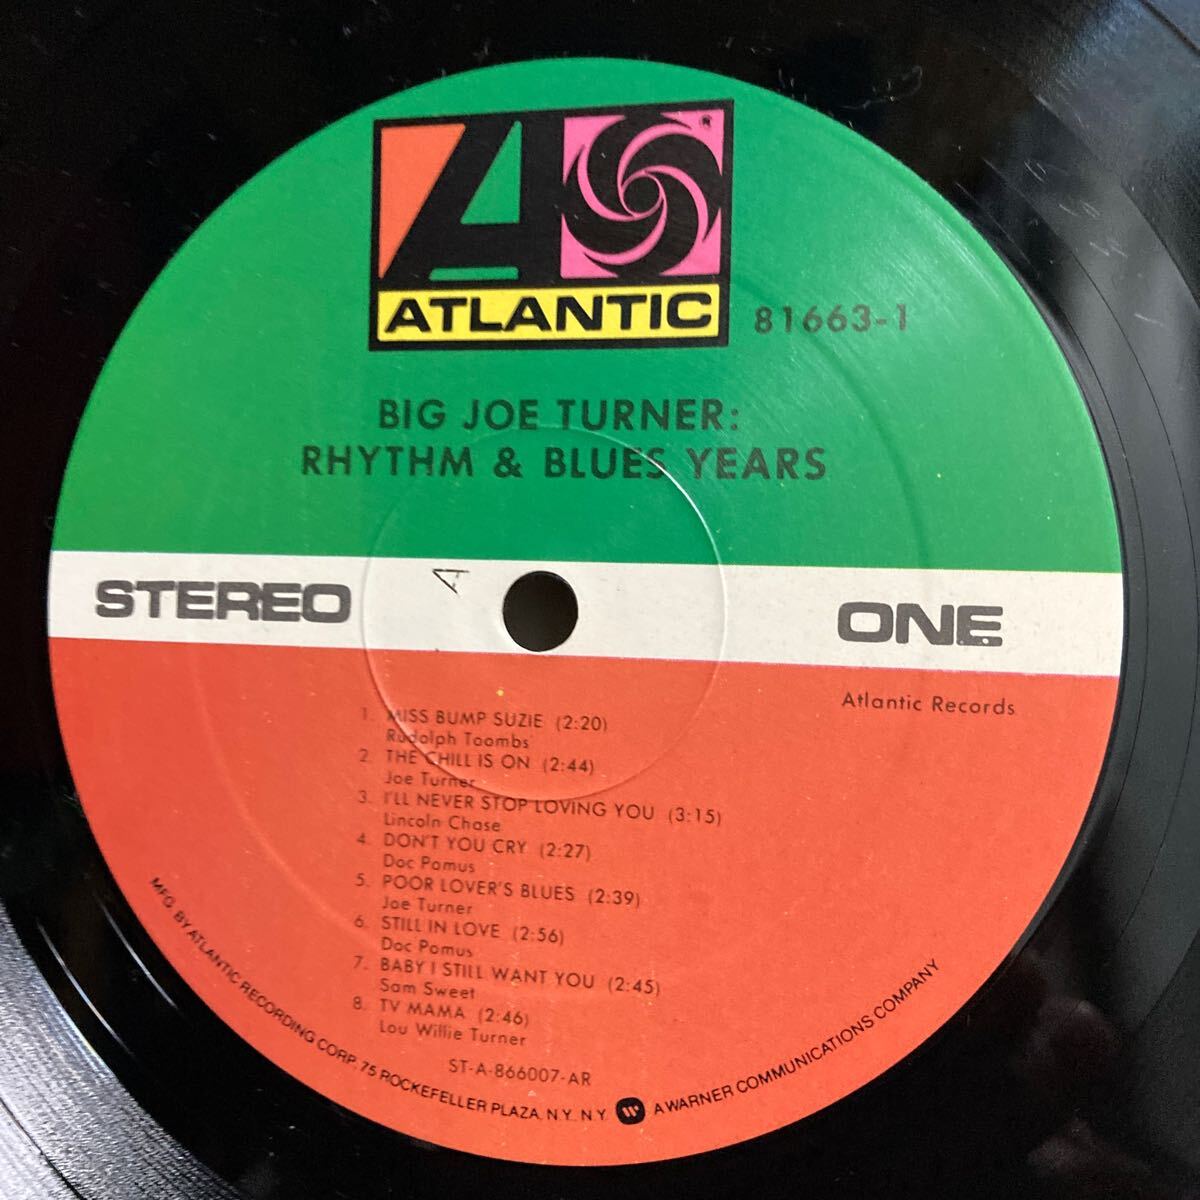 ATLANTIC
81663-1
BIG JOE TURNER:
RHYTHM & BLUES YEARS
A
STEREO
ONE
Atlantic Records
1. MISS BUMP SUZIE (2:20)
Rudolph Toombs
2. THE CHILL IS ON (2:44)
Joe Turner
3. I'LL NEVER STOP LOVING YOU (3:15)
Lincoln Chase
4. DON'T YOU CRY (2:27)
Doc Pomus
5. POOR LOVER'S BLUES (2:39)
Joe Turner
6. STILL IN LOVE (2:56)
Doc Pomus
7. BABY I STILL WANT YOU (2:45)
Sam Sweet
8. TV MAMA (2:46)
Lou Willie Turner
ST-A-866007-AR
MFG. BY ATLANTIC RECORDING CORP. 75 ROCKEFELLER PLAZA, N.Y., N.Y. A WARNER COMMUNICATIONS COMPANY